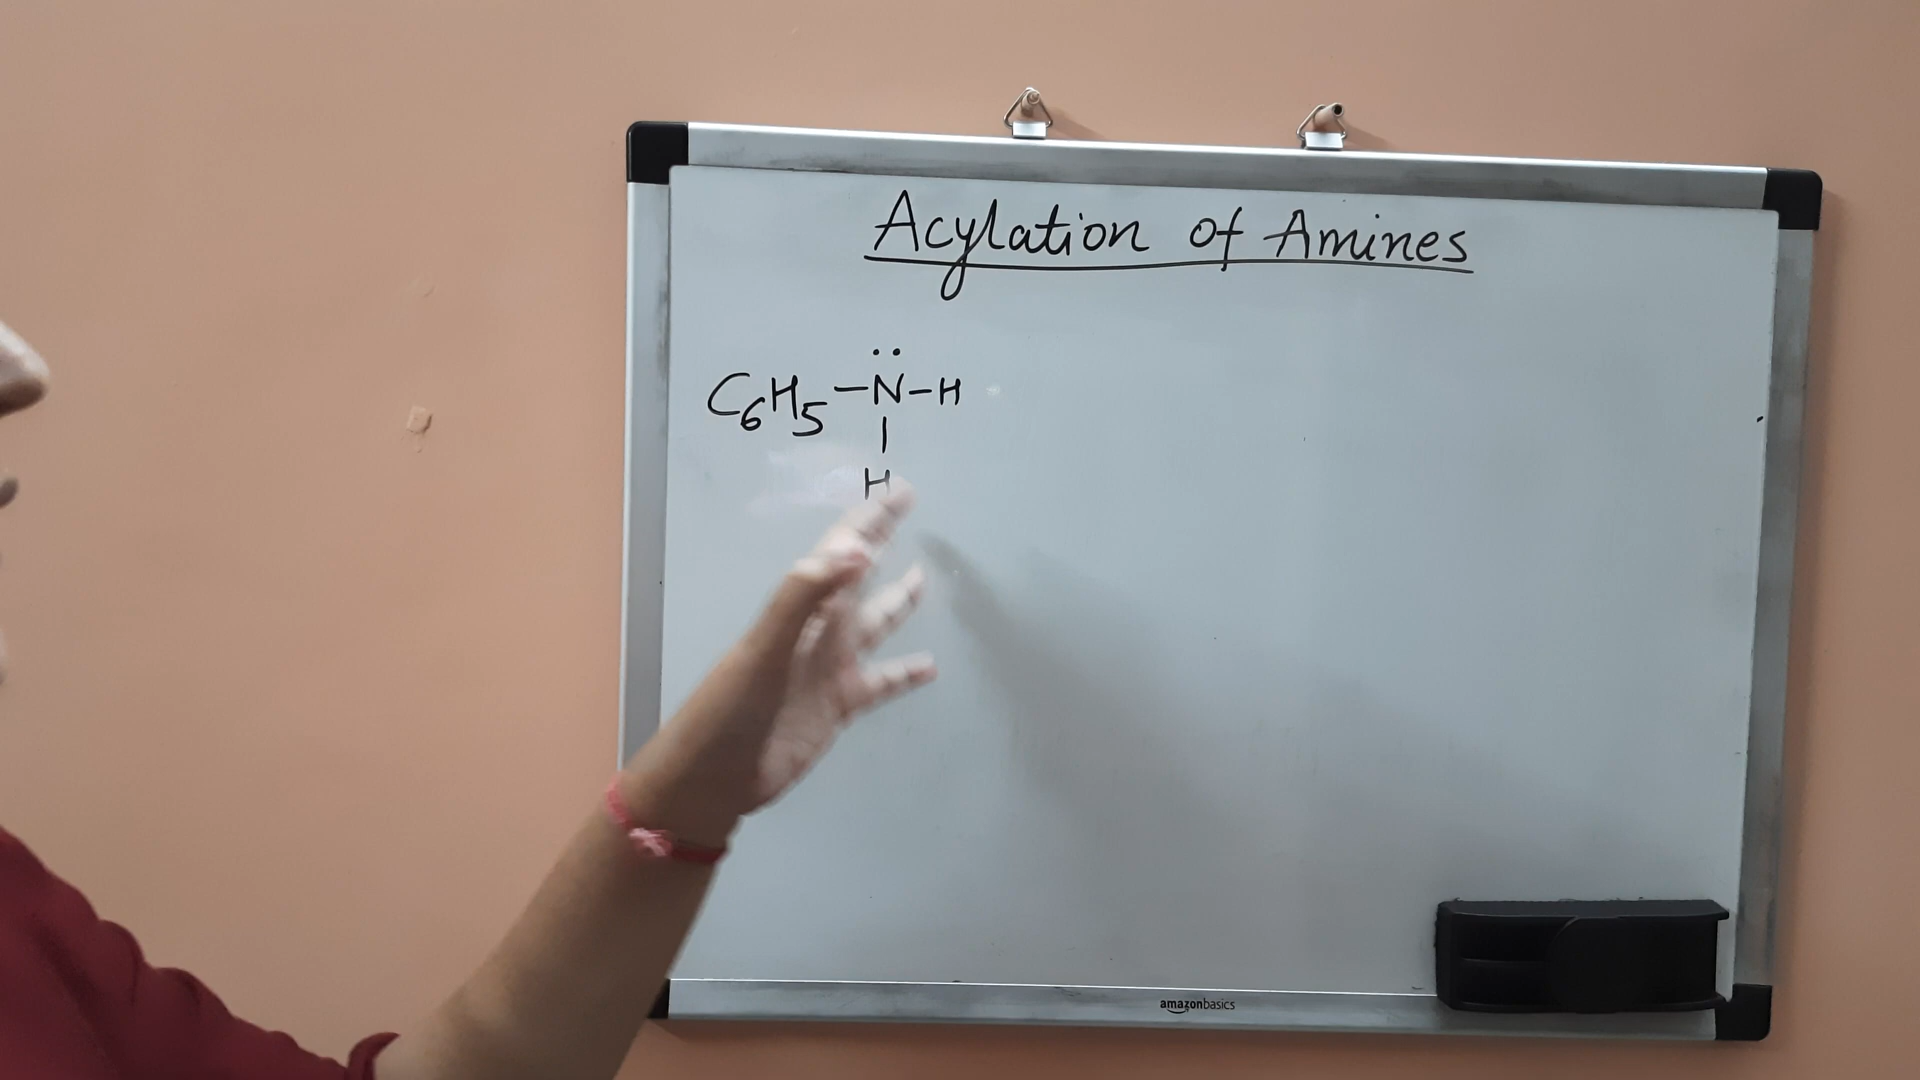 Acylation of Amines
••
C6H5-N-H
|
H
amazonbasics